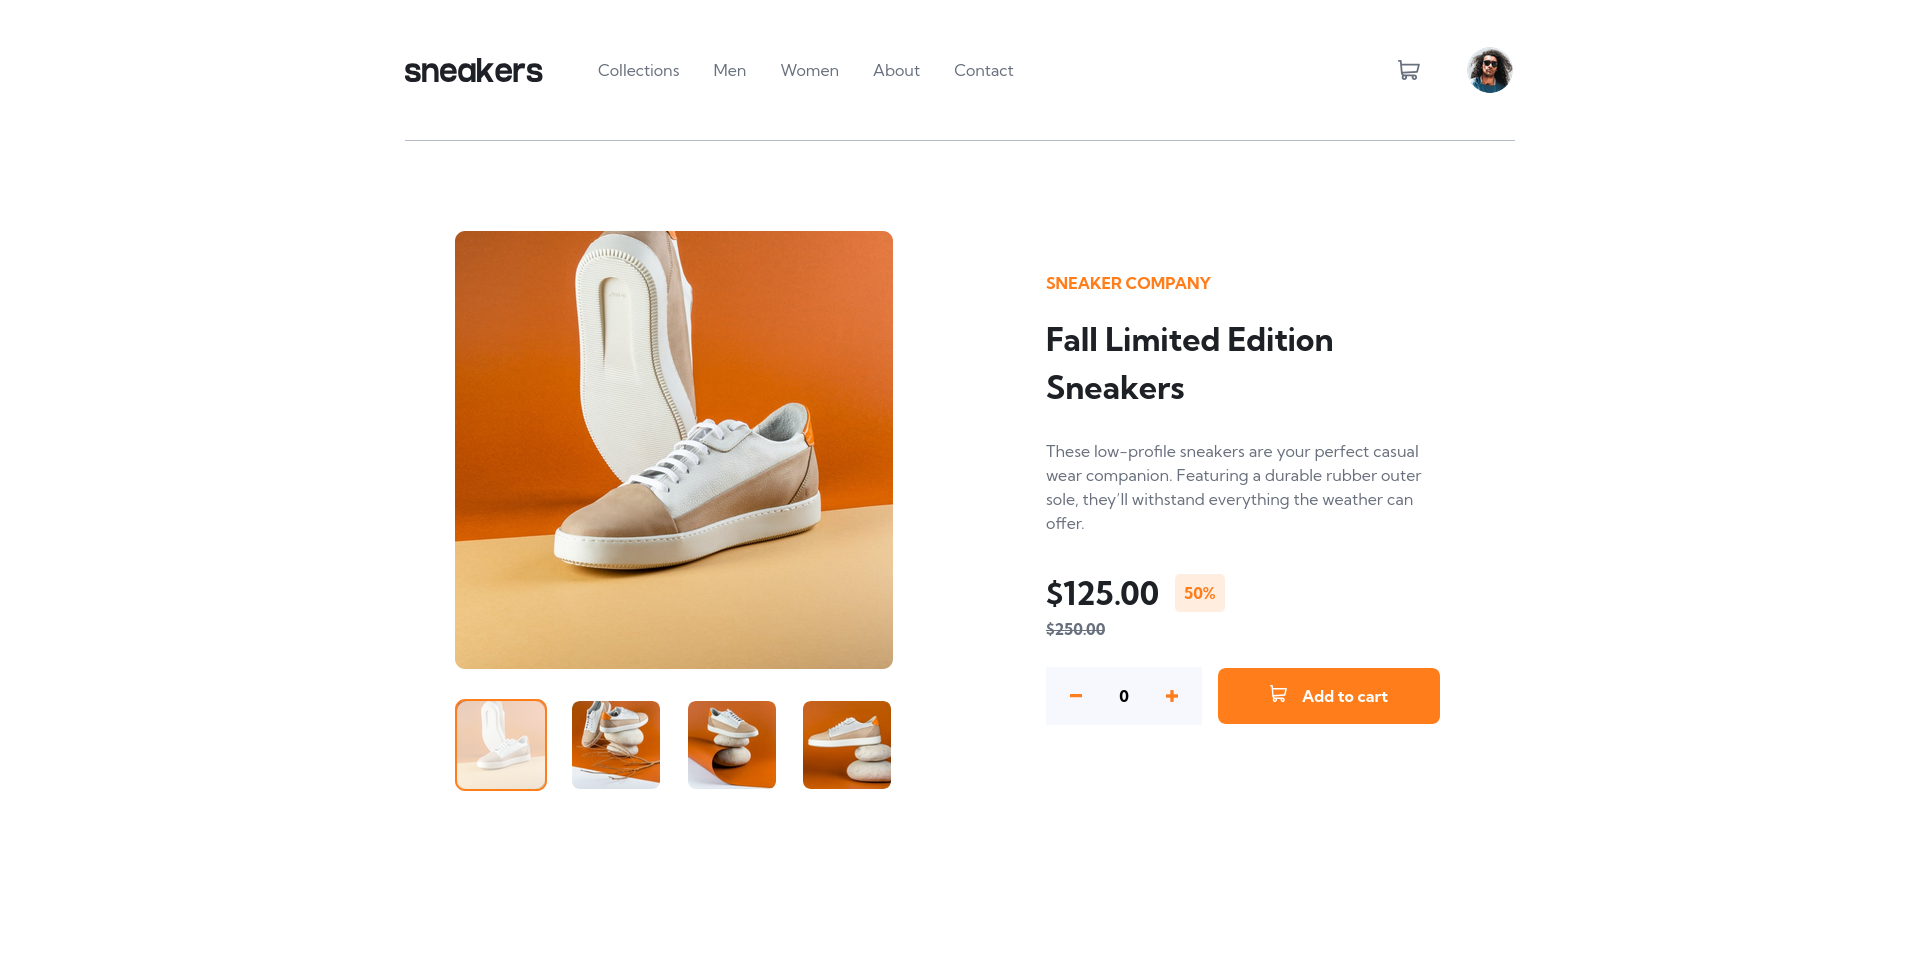 sneakers
Collections Men Women About Contact
SNEAKER COMPANY
Fall Limited Edition
Sneakers
These low-profile sneakers are your perfect casual
wear companion. Featuring a durable rubber outer
sole, they’ll withstand everything the weather can
offer.
$125.00 50%
$250.00
0 Add to cart